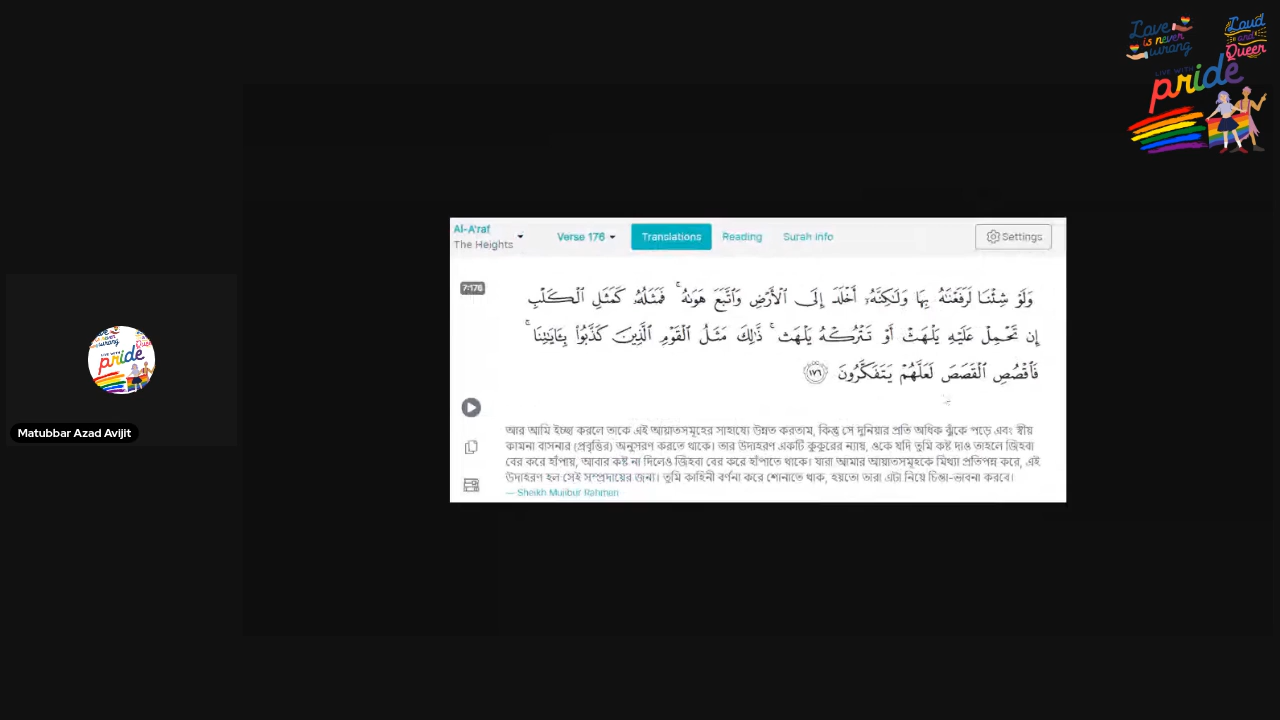 Love
is never
wrong
Loud
and
Queer
LIVE WITH
pride
Al-A'raf
The Heights
Verse 176
Translations
Reading
Surah info
Settings
7:176
وَلَوْ شِئْنَا لَرَفَعْنَـٰهُ بِهَا وَلَـٰكِنَّهُۥٓ أَخْلَدَ إِلَى ٱلْأَرْضِ وَٱتَّبَعَ هَوَىٰهُ ۚ فَمَثَلُهُۥ كَمَثَلِ ٱلْكَلْبِ
إِن تَحْمِلْ عَلَيْهِ يَلْهَثْ أَوْ تَتْرُكْهُ يَلْهَث ۚ ذَّٰلِكَ مَثَلُ ٱلْقَوْمِ ٱلَّذِينَ كَذَّبُوا۟ بِـَٔايَـٰتِنَا ۚ
فَٱقْصُصِ ٱلْقَصَصَ لَعَلَّهُمْ يَتَفَكَّرُونَ ١٧٦
আর আমি ইচ্ছা করলে তাকে এই আয়াতসমূহের সাহায্যে উন্নত করতাম, কিন্তু সে দুনিয়ার প্রতি অধিক ঝুঁকে পড়ে এবং স্বীয়
কামনা বাসনার (প্রবৃত্তির) অনুসরণ করতে থাকে। তার উদাহরণ একটি কুকুরের ন্যায়, ওকে যদি তুমি কষ্ট দাও তাহলে জিহবা
বের করে হাঁপায়, আবার কষ্ট না দিলেও জিহবা বের করে হাঁপাতে থাকে। যারা আমার আয়াতসমূহকে মিথ্যা প্রতিপন্ন করে, এই
উদাহরণ হল সেই সম্প্রদায়ের জন্য। তুমি কাহিনী বর্ণনা করে শোনাতে থাক, হয়তো তারা এটা নিয়ে চিন্তা-ভাবনা করবে।
— Sheikh Mujibur Rahman
Matubbar Azad Avijit